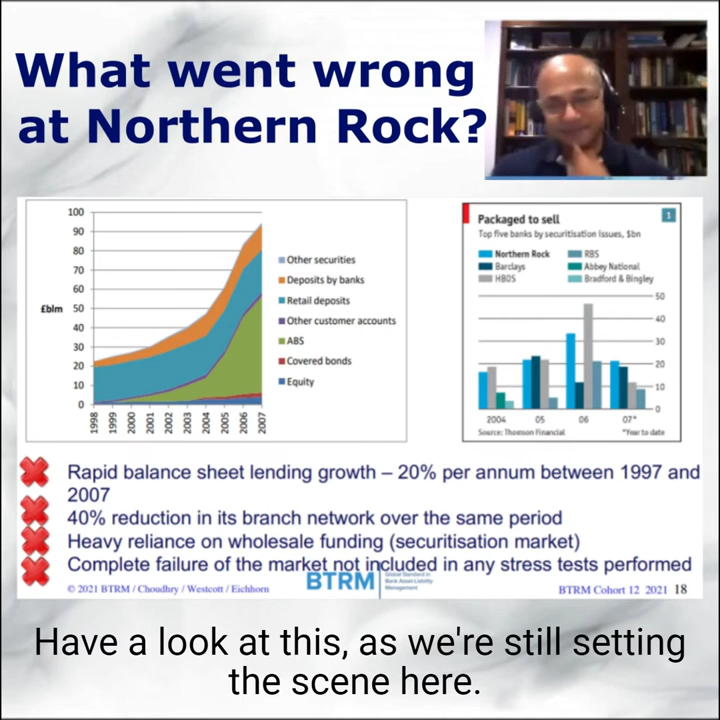 What went wrong
at Northern Rock?
100
90
80
70
60
50
40
30
20
10
0
£blm
1998
1999
2000
2001
2002
2003
2004
2005
2006
2007
Other securities
Deposits by banks
Retail deposits
Other customer accounts
ABS
Covered bonds
Equity
Packaged to sell
1
Top five banks by securitisation issues, $bn
Northern Rock
RBS
Barclays
Abbey National
HBOS
Bradford & Bingley
50
40
30
20
10
0
2004
05
06
07*
Source: Thomson Financial
*Year to date
Rapid balance sheet lending growth – 20% per annum between 1997 and
2007
40% reduction in its branch network over the same period
Heavy reliance on wholesale funding (securitisation market)
Complete failure of the market not included in any stress tests performed
© 2021 BTRM / Choudhry / Westcott / Eichhorn
BTRM
Global Standard in
Bank Asset-Liability
Management
BTRM Cohort 12 2021 18
Have a look at this, as we're still setting
the scene here.